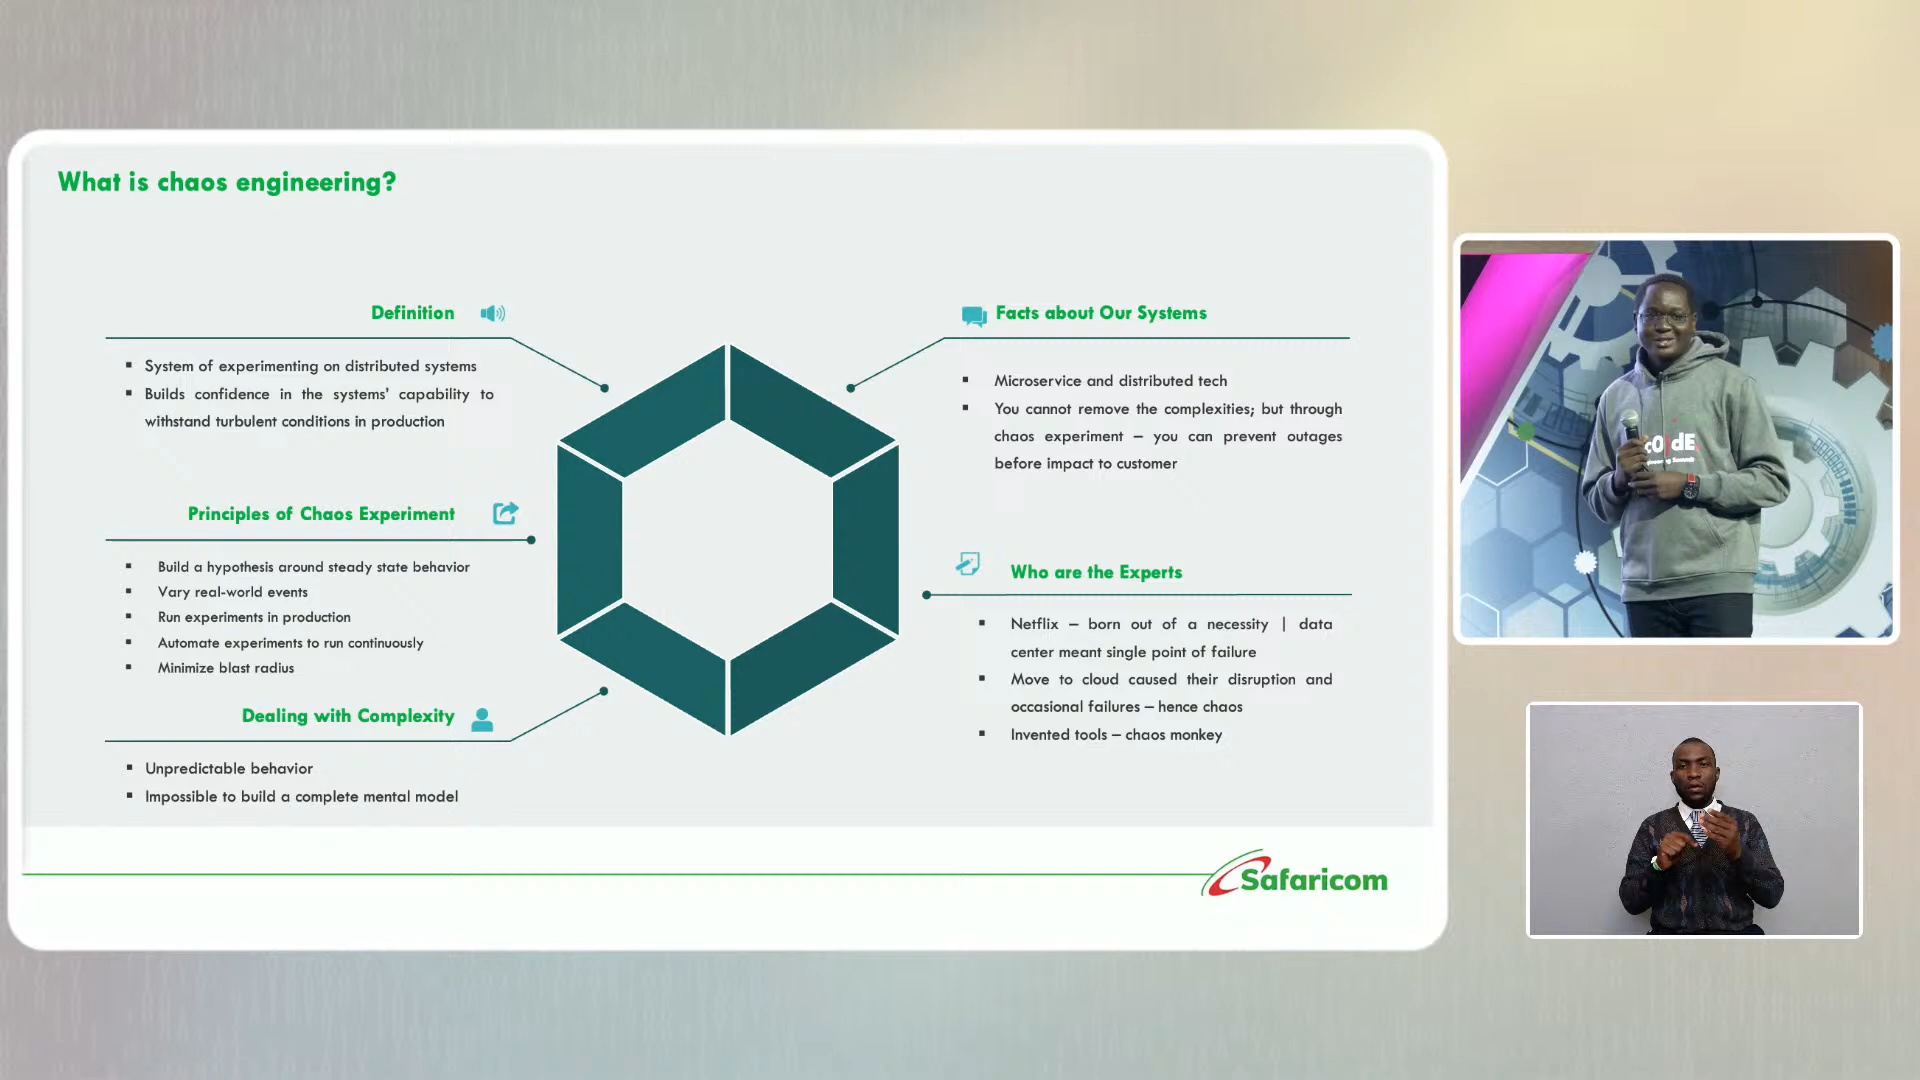 What is chaos engineering?
Definition
System of experimenting on distributed systems
Builds confidence in the systems' capability to
withstand turbulent conditions in production
Principles of Chaos Experiment
Build a hypothesis around steady state behavior
Vary real-world events
Run experiments in production
Automate experiments to run continuously
Minimize blast radius
Dealing with Complexity
Unpredictable behavior
Impossible to build a complete mental model
Facts about Our Systems
Microservice and distributed tech
You cannot remove the complexities; but through
chaos experiment – you can prevent outages
before impact to customer
Who are the Experts
Netflix – born out of a necessity | data
center meant single point of failure
Move to cloud caused their disruption and
occasional failures – hence chaos
Invented tools – chaos monkey
Safaricom